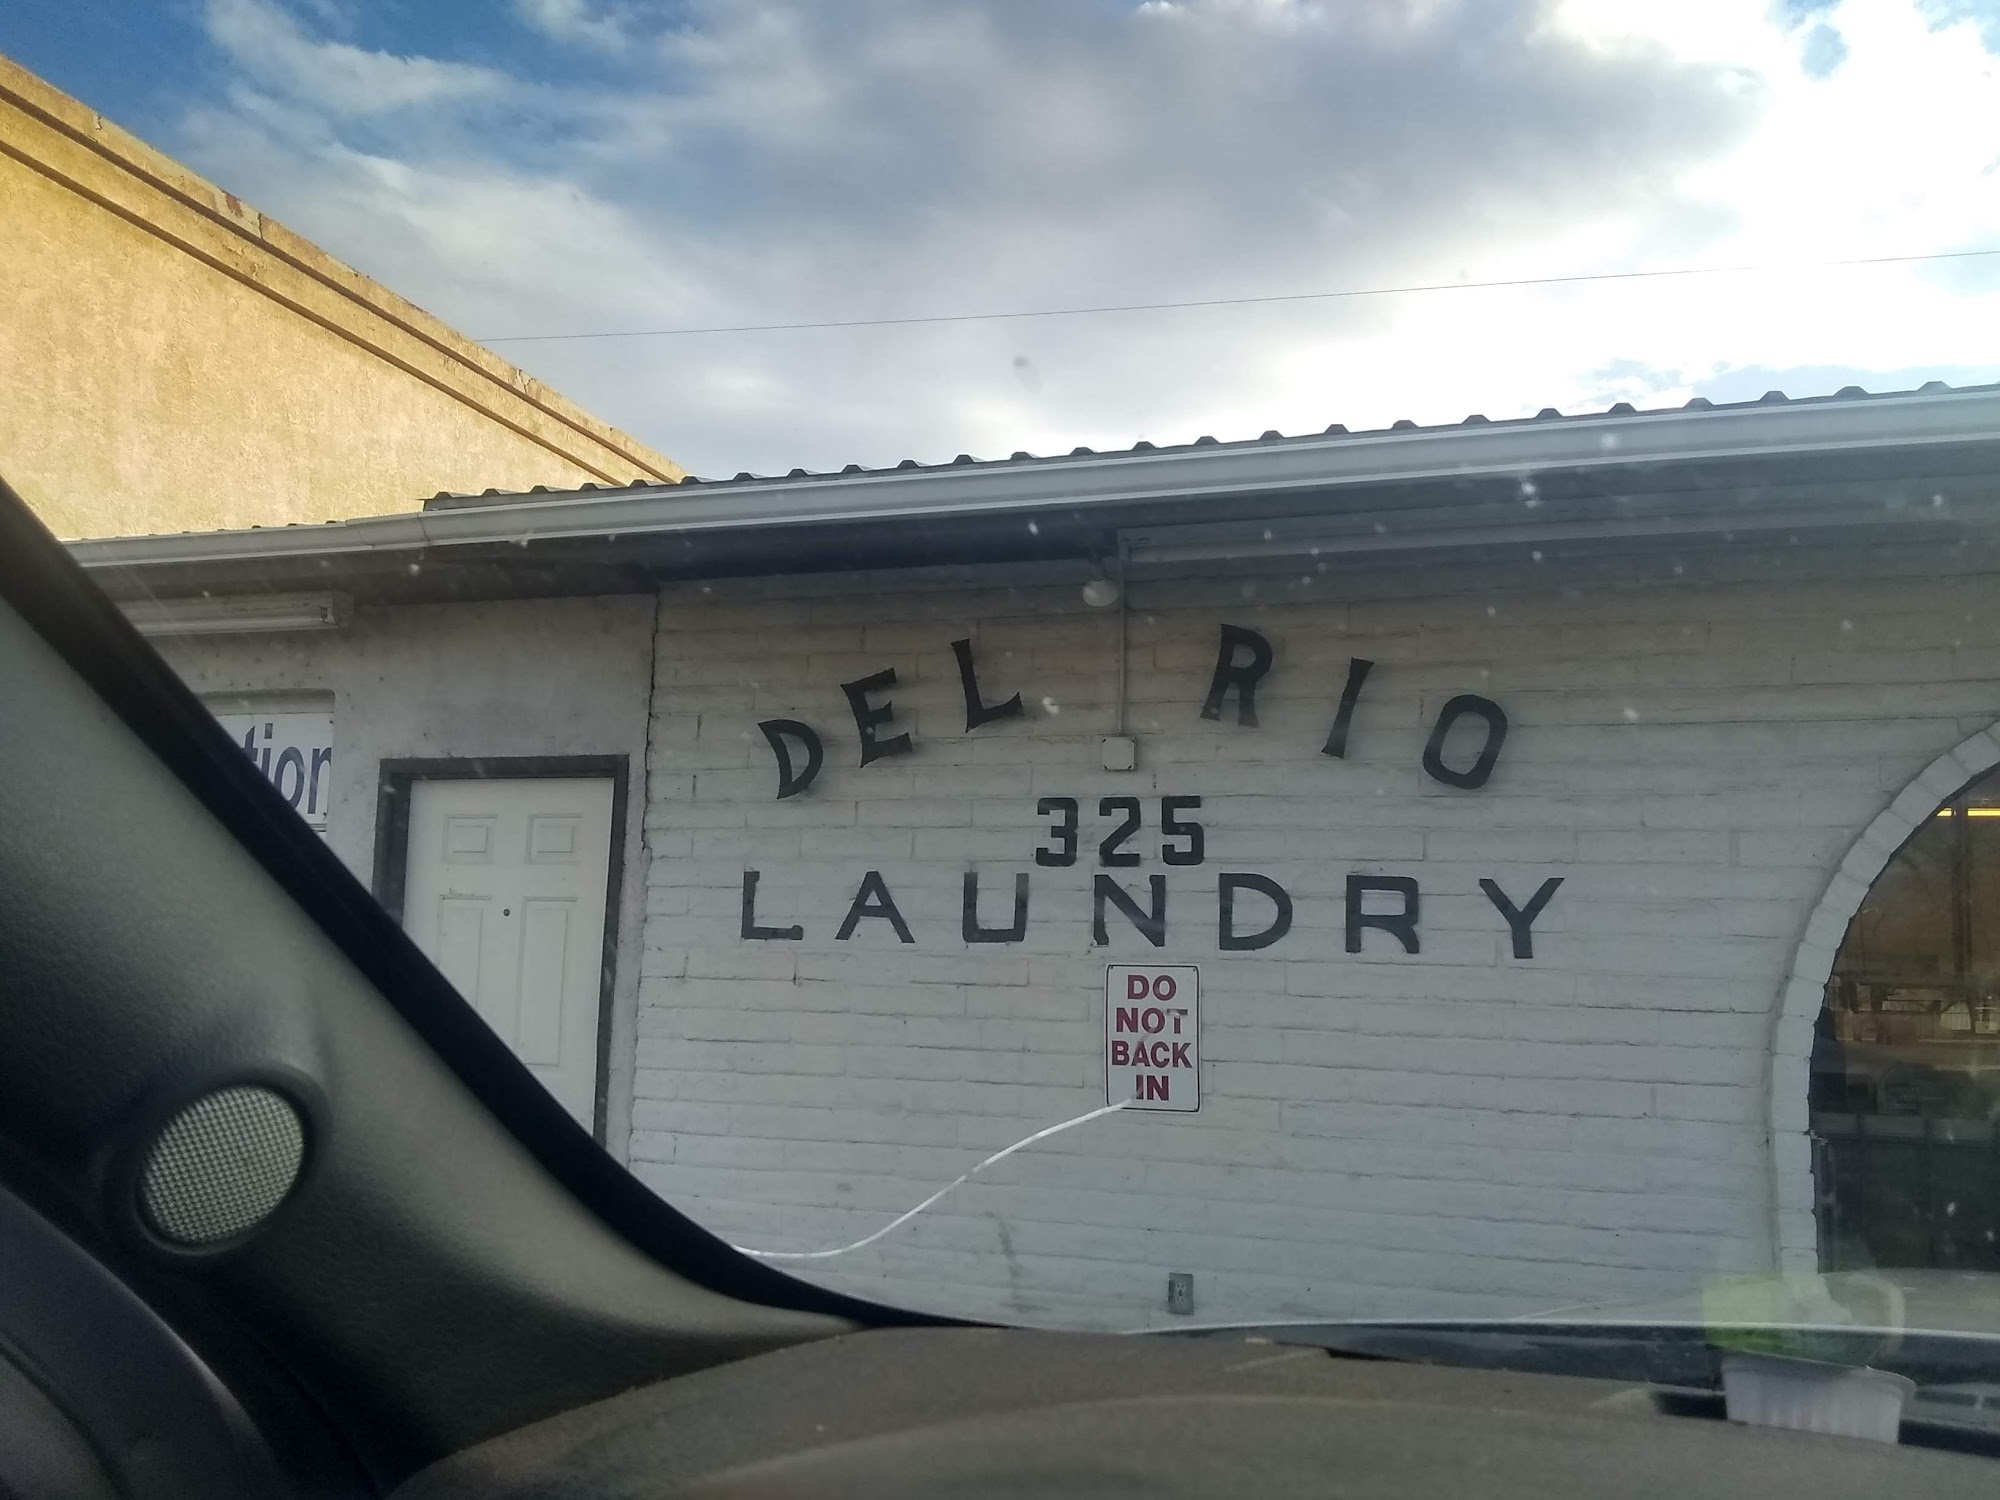 DEL RIO
325
LAUNDRY
DO
NOT
BACK
IN